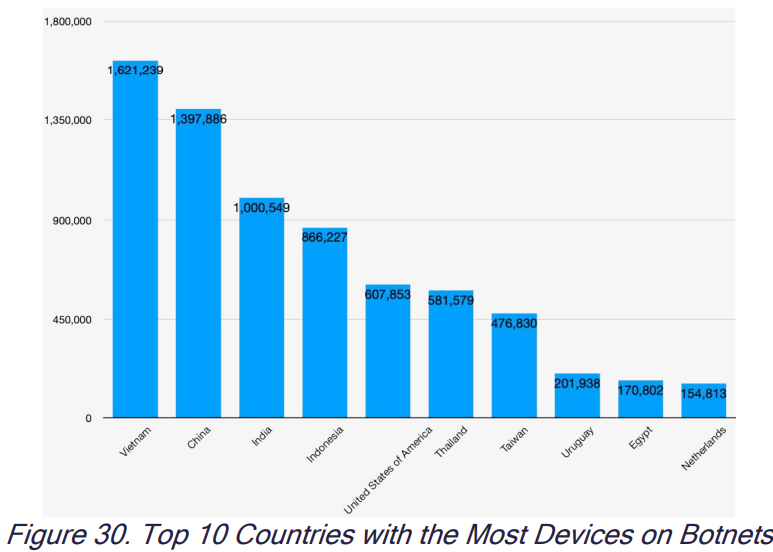 1,800,000
1,350,000
900,000
450,000
0
1,621,239
1,397,886
1,000,549
866,227
607,853
581,579
476,830
201,938
170,802
154,813
Vietnam
China
India
Indonesia
United States of America
Thailand
Taiwan
Uruguay
Egypt
Netherlands
Figure 30. Top 10 Countries with the Most Devices on Botnets